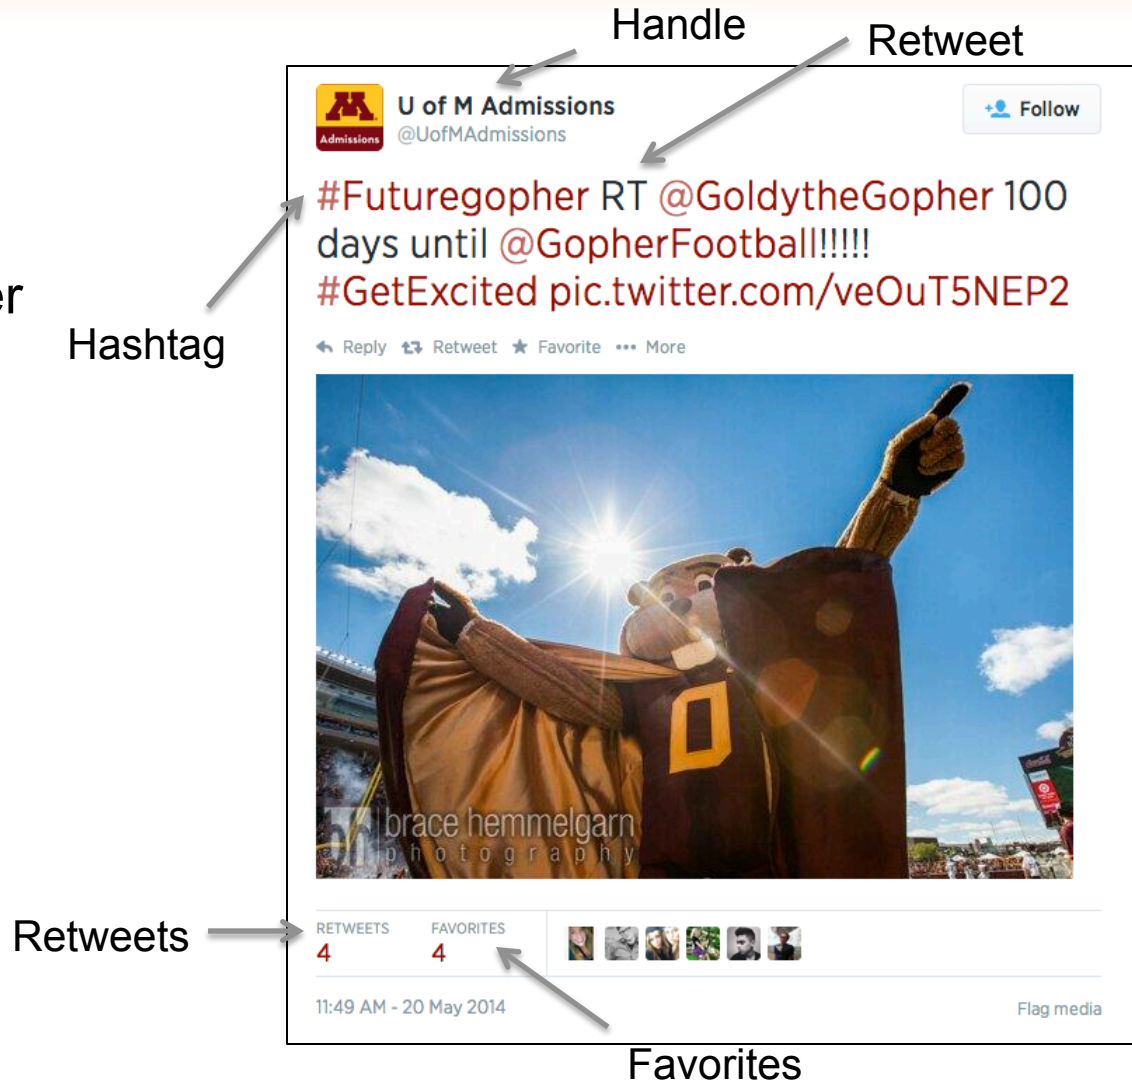 Handle
Retweet
M
Admissions
U of M Admissions
@UofMAdmissions
Follow
#Futuregopher RT @GoldytheGopher 100
days until @GopherFootball!!!!!
#GetExcited pic.twitter.com/veOuT5NEP2
er
Hashtag
Reply Retweet Favorite More
brace hemmelgarn
photography
Retweets
RETWEETS FAVORITES
4 4
11:49 AM - 20 May 2014
Flag media
Favorites